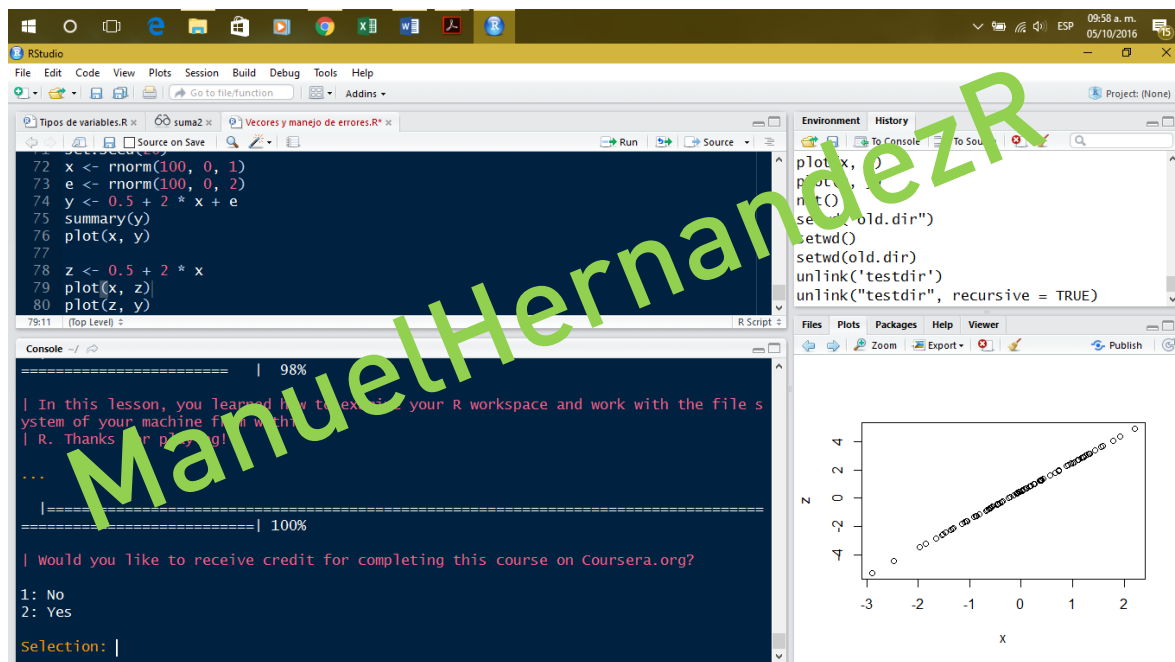 09:58 a. m.
ESP
05/10/2016
15
RStudio
File Edit Code View Plots Session Build Debug Tools Help
Go to file/function
Addins
Project: (None)
Tipos de variables.R
suma2
Vecores y manejo de errores.R*
Source on Save
Run
Source
72 x <- rnorm(100, 0, 1)
73 e <- rnorm(100, 0, 2)
74 y <- 0.5 + 2 * x + e
75 summary(y)
76 plot(x, y)
77
78 z <- 0.5 + 2 * x
79 plot(x, z)
80 plot(z, y)
79:11 (Top Level) R Script
Console ~/
========================== | 98%
| In this lesson, you learned how to your R workspace and work with the file s
ystem of your machine
| R. Thanks
...
|===================================================================================
===========================| 100%
| Would you like to receive credit for completing this course on Coursera.org?
1: No
2: Yes
Selection:
Environment History
To Console
plot(x,
setwd("old.dir")
setwd()
setwd(old.dir)
unlink('testdir')
unlink("testdir", recursive = TRUE)
Files Plots Packages Help Viewer
Zoom Export Publish
z
4
2
0
-2
-4
-3 -2 -1 0 1 2
x
ManuelHernandezR